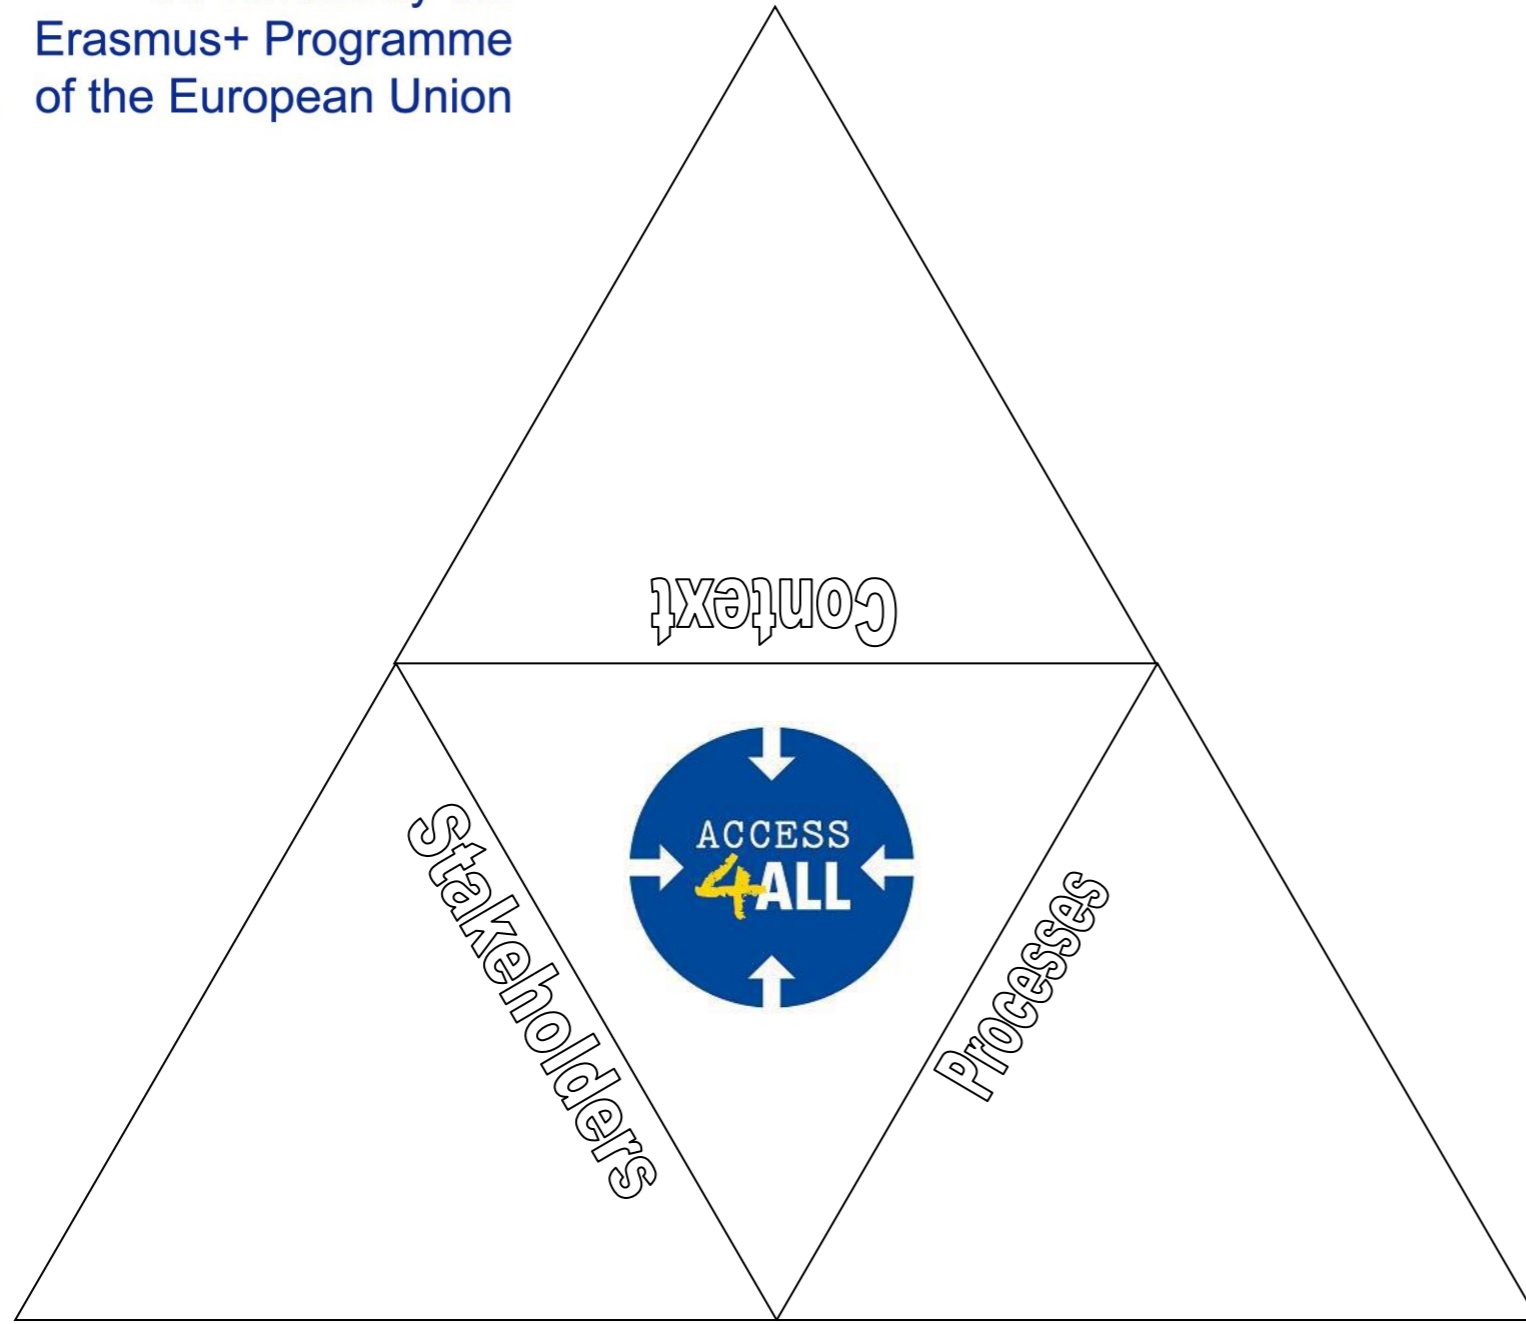 Erasmus+ Programme
of the European Union
Context
Stakeholders
ACCESS
4ALL
Processes